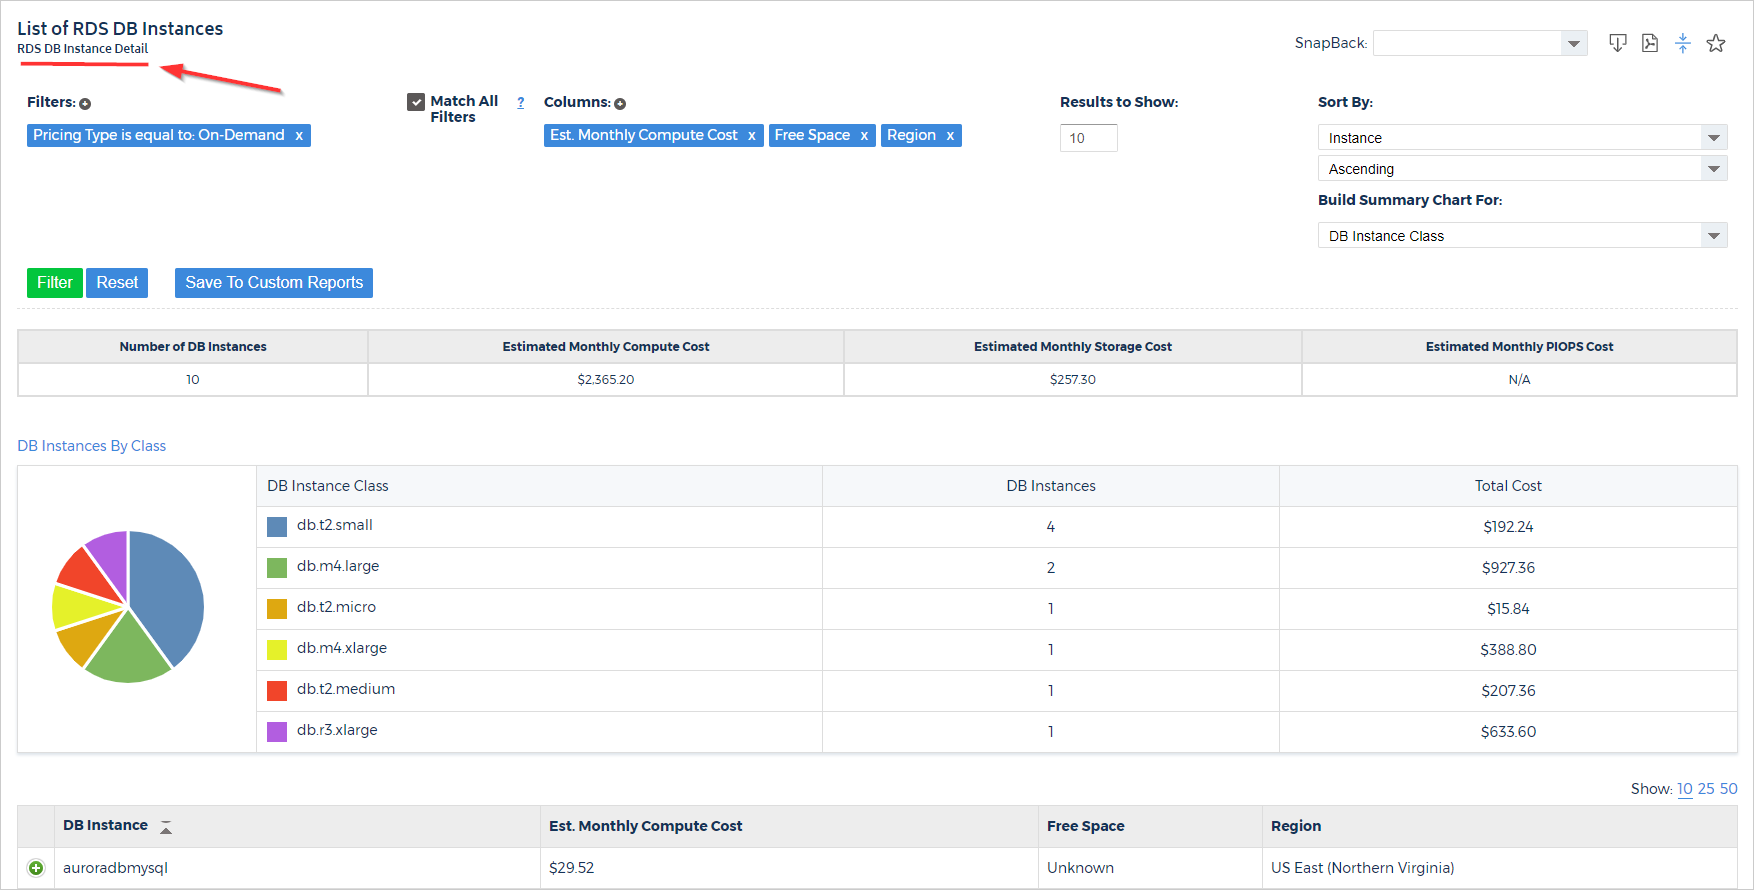 List of RDS DB Instances
RDS DB Instance Detail
SnapBack:
Filters:
Match All Filters
?
Columns:
Results to Show:
Sort By:
Pricing Type is equal to: On-Demand x
Est. Monthly Compute Cost x Free Space x Region x
10
Instance
Ascending
Build Summary Chart For:
DB Instance Class
Filter Reset Save To Custom Reports
Number of DB Instances Estimated Monthly Compute Cost Estimated Monthly Storage Cost Estimated Monthly PIOPS Cost
10 $2,365.20 $257.30 N/A
DB Instances By Class
DB Instance Class DB Instances Total Cost
db.t2.small 4 $192.24
db.m4.large 2 $927.36
db.t2.micro 1 $15.84
db.m4.xlarge 1 $388.80
db.t2.medium 1 $207.36
db.r3.xlarge 1 $633.60
Show: 10 25 50
DB Instance Est. Monthly Compute Cost Free Space Region
auroradbmysql $29.52 Unknown US East (Northern Virginia)